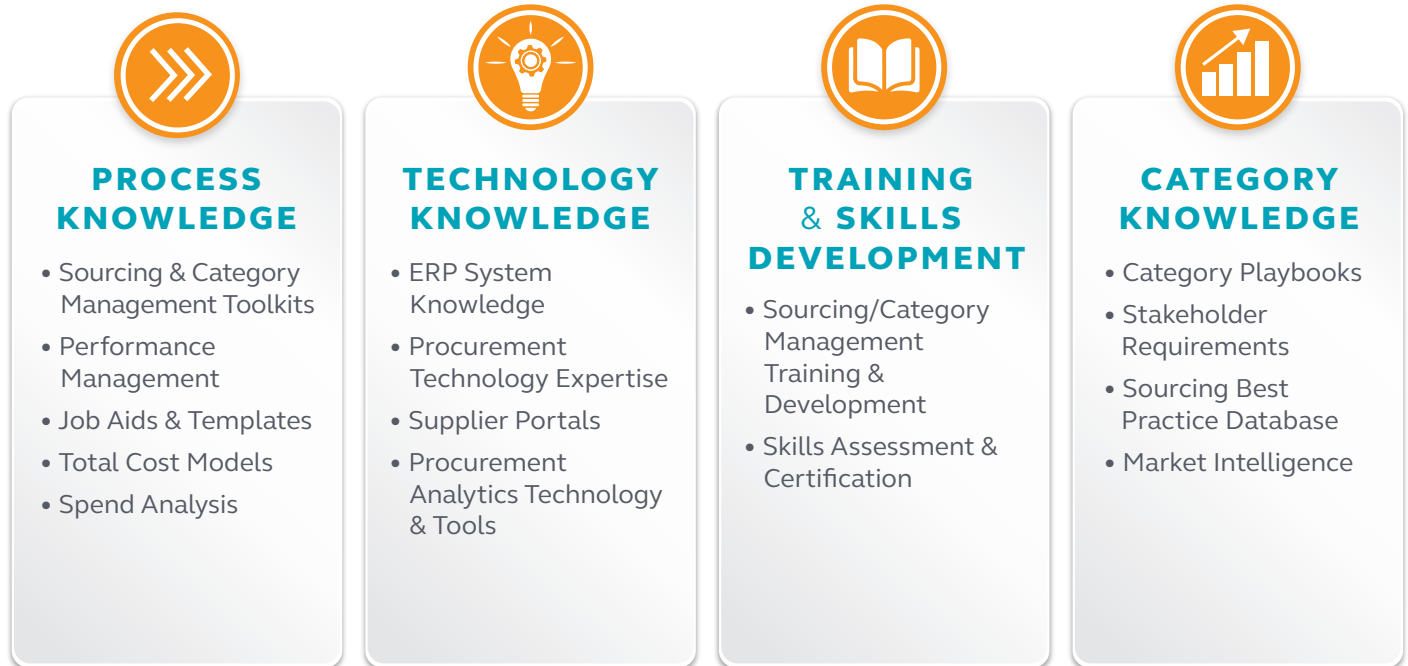 PROCESS
KNOWLEDGE
• Sourcing & Category
Management Toolkits
• Performance
Management
• Job Aids & Templates
• Total Cost Models
• Spend Analysis
TECHNOLOGY
KNOWLEDGE
• ERP System
Knowledge
• Procurement
Technology Expertise
• Supplier Portals
• Procurement
Analytics Technology
& Tools
TRAINING
& SKILLS
DEVELOPMENT
• Sourcing/Category
Management
Training &
Development
• Skills Assessment &
Certification
CATEGORY
KNOWLEDGE
• Category Playbooks
• Stakeholder
Requirements
• Sourcing Best
Practice Database
• Market Intelligence